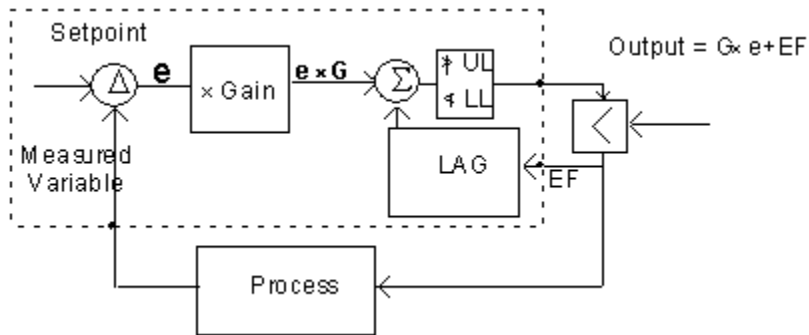 Setpoint
Output = G× e+EF
Δ
e
× Gain
e × G
Σ
UL
LL
<
Measured
Variable
LAG
EF
Process